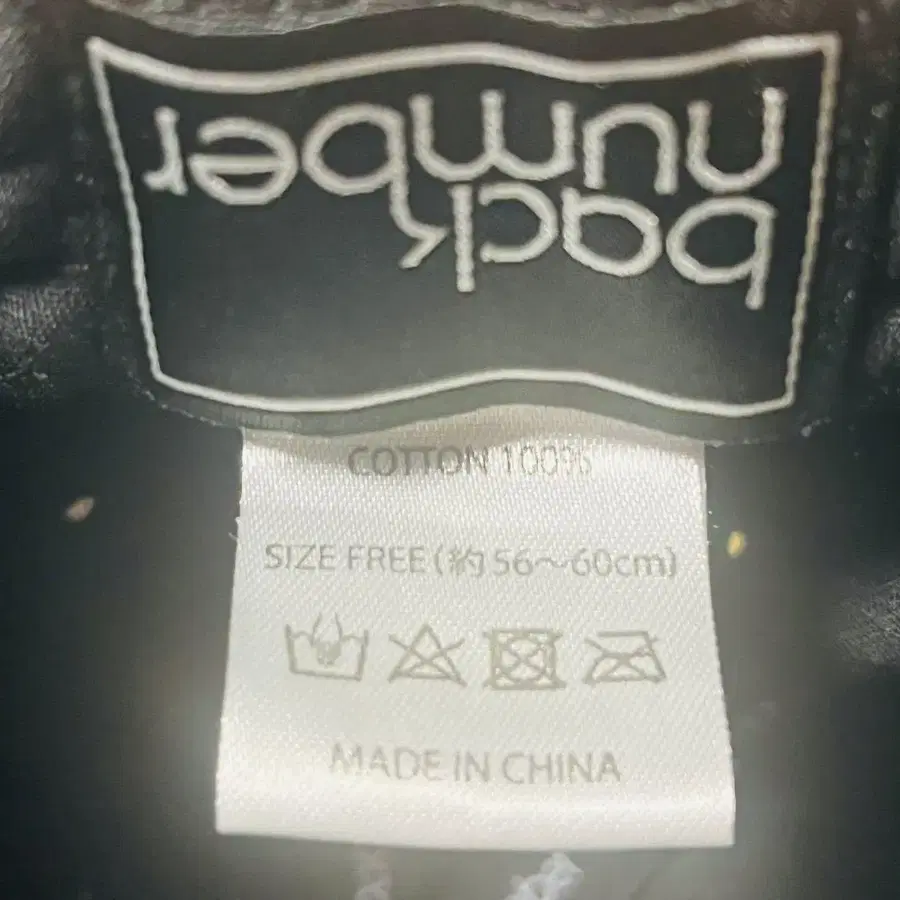 back
number
COTTON 100%
SIZE FREE (約 56～60cm)
MADE IN CHINA